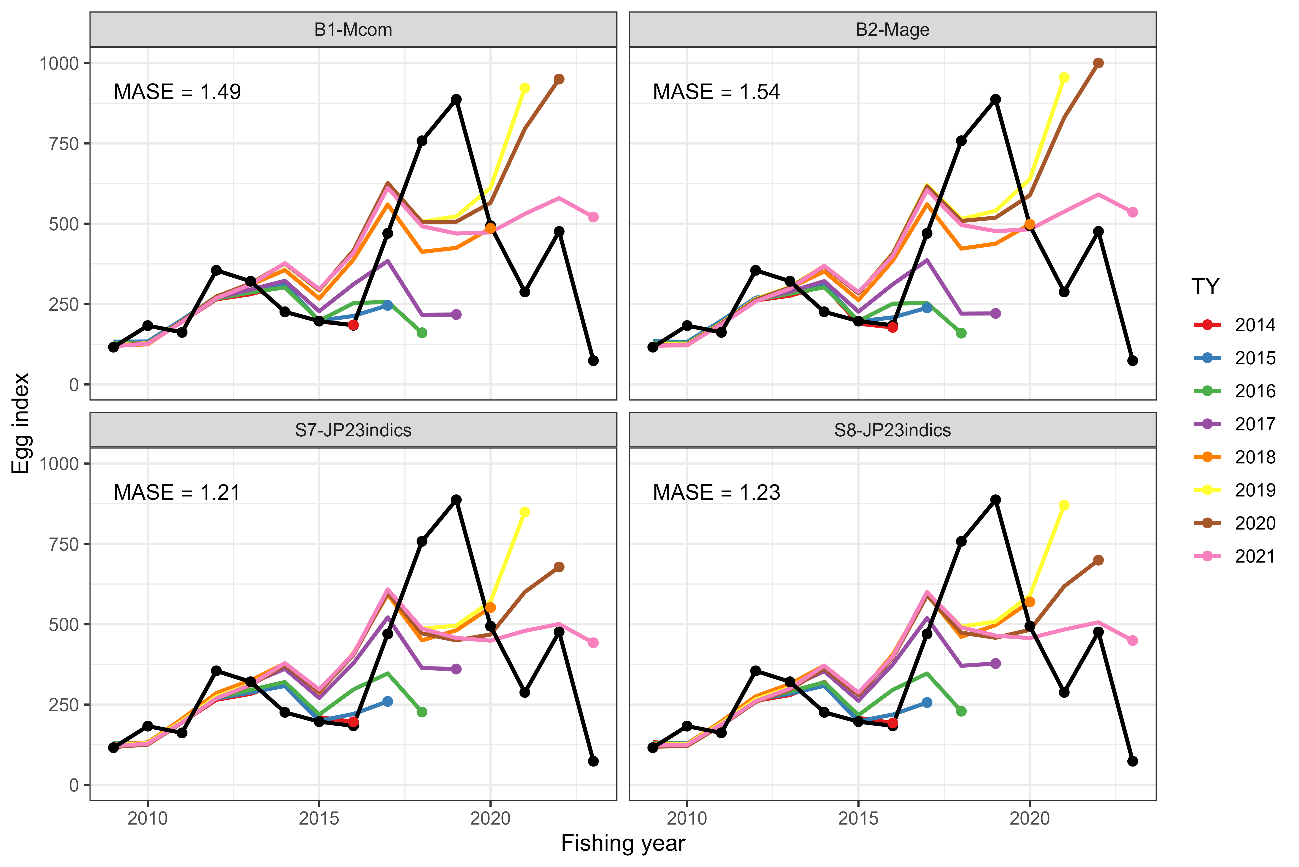 B1-Mcom
B2-Mage
1000
750
500
250
0
MASE = 1.49
MASE = 1.54
S7-JP23indics
S8-JP23indics
1000
750
500
250
0
MASE = 1.21
MASE = 1.23
2010
2015
2020
2010
2015
2020
Fishing year
Egg index
TY
2014
2015
2016
2017
2018
2019
2020
2021